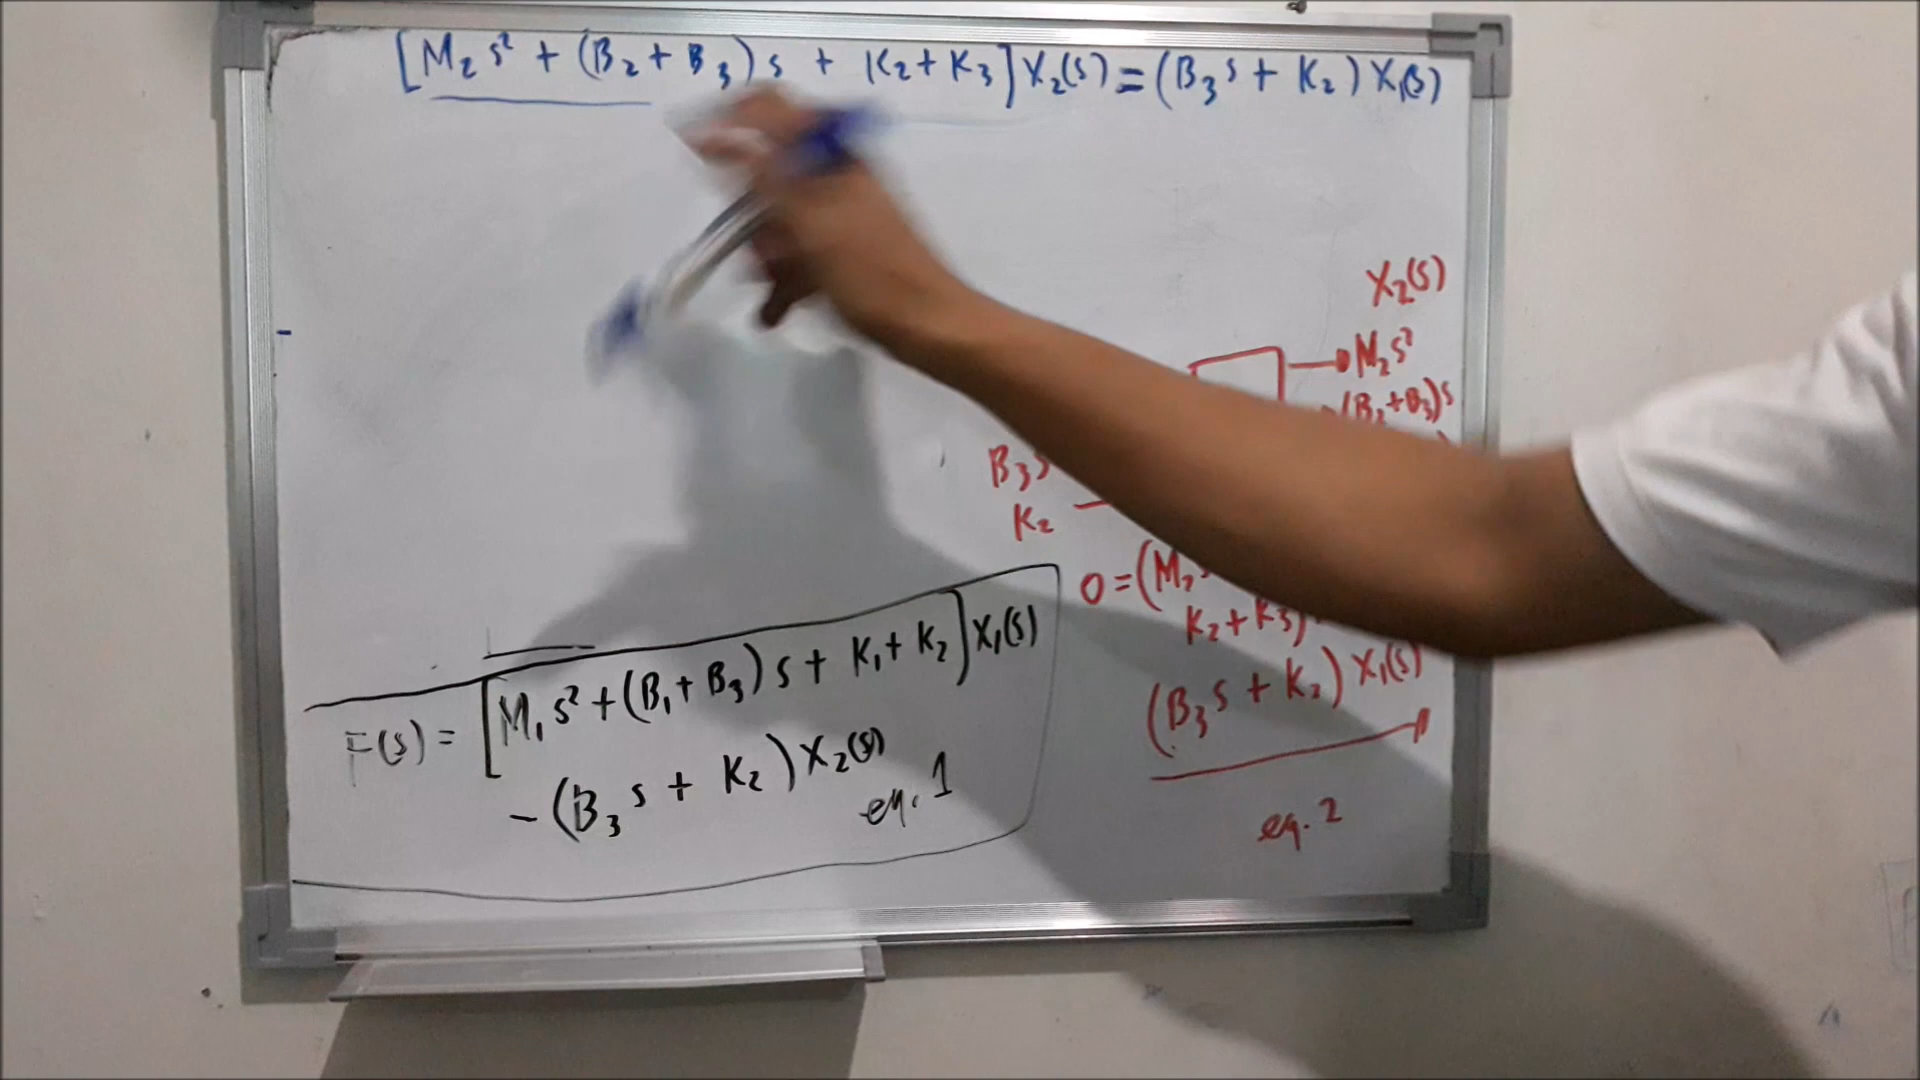 [M₂s² + (B₂ + B₃)s + K₂ + K₃]X₂(s) = (B₃s + K₂)X₁(s)
X₂(s)
M₂s²
(B₂+B₃)s
B₃s
K₂
0 = (M₂
K₂ + K₃)
(B₃s + K₂)X₁(s)
eq. 2
F(s) = [M₁s² + (B₁ + B₃)s + K₁ + K₂]X₁(s)
- (B₃s + K₂)X₂(s)
eq. 1